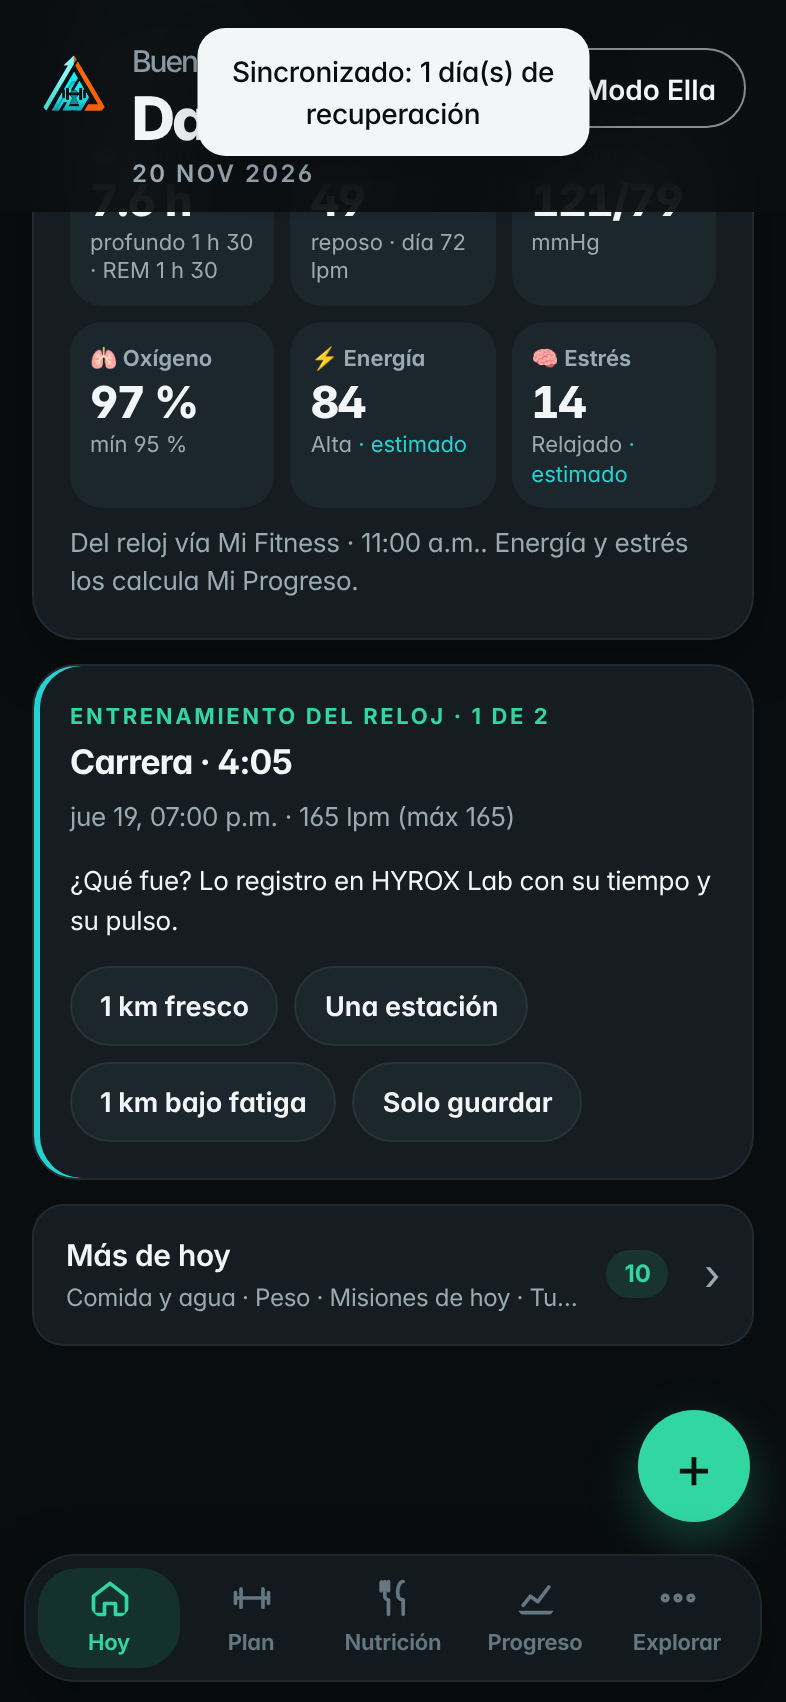 Buen
Sincronizado: 1 día(s) de
recuperación
Modo Ella
20 NOV 2026
7.6 h
49
121/79
profundo 1 h 30
· REM 1 h 30
reposo · día 72
lpm
mmHg
🫁 Oxígeno
97 %
mín 95 %
⚡ Energía
84
Alta · estimado
🧠 Estrés
14
Relajado ·
estimado
Del reloj vía Mi Fitness · 11:00 a.m.. Energía y estrés
los calcula Mi Progreso.
ENTRENAMIENTO DEL RELOJ · 1 DE 2
Carrera · 4:05
jue 19, 07:00 p.m. · 165 lpm (máx 165)
¿Qué fue? Lo registro en HYROX Lab con su tiempo y
su pulso.
1 km fresco
Una estación
1 km bajo fatiga
Solo guardar
Más de hoy
Comida y agua · Peso · Misiones de hoy · Tu...
10
Hoy
Plan
Nutrición
Progreso
Explorar